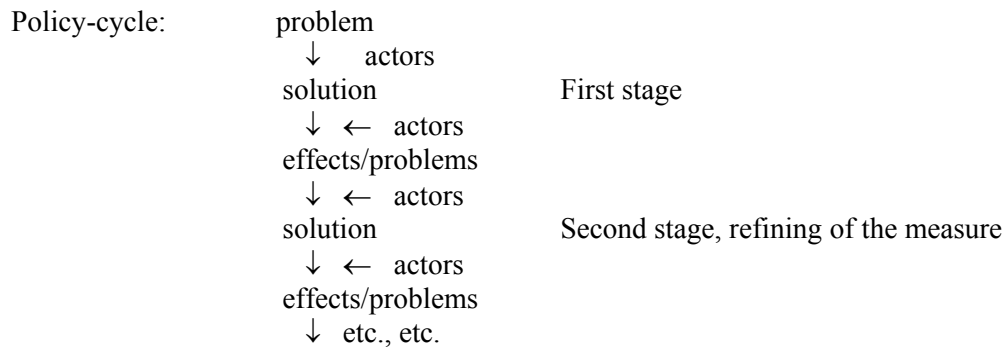 Policy-cycle: problem
↓ actors
solution First stage
↓ ← actors
effects/problems
↓ ← actors
solution Second stage, refining of the measure
↓ ← actors
effects/problems
↓ etc., etc.